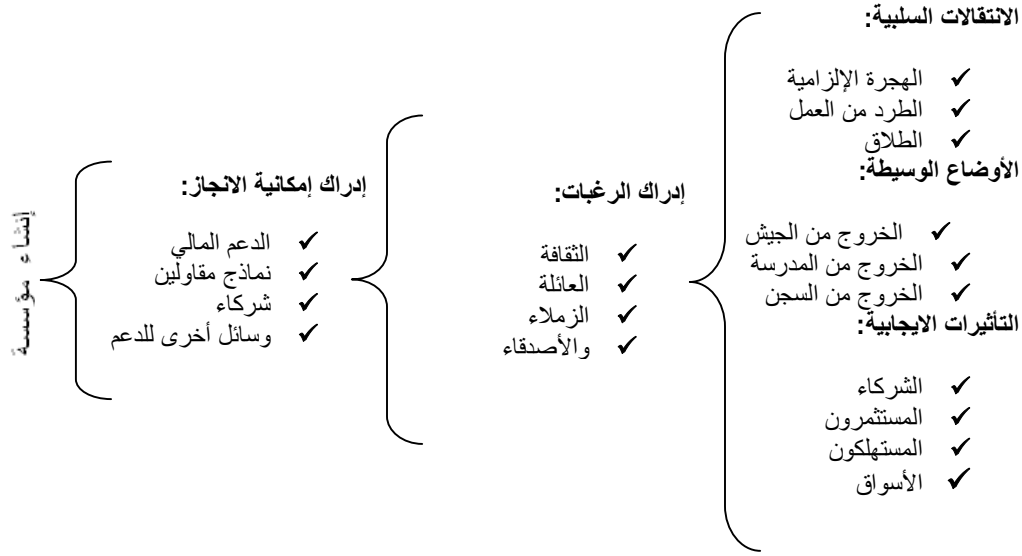 الانتقالات السلبية:
✓ الهجرة الإلزامية
✓ الطرد من العمل
✓ الطلاق
الأوضاع الوسيطة:
✓ الخروج من الجيش
✓ الخروج من المدرسة
✓ الخروج من السجن
التأثيرات الايجابية:
✓ الشركاء
✓ المستثمرون
✓ المستهلكون
✓ الأسواق
إدراك الرغبات:
✓ الثقافة
✓ العائلة
✓ الزملاء
✓ والأصدقاء
إدراك إمكانية الانجاز:
✓ الدعم المالي
✓ نماذج مقاولين
✓ شركاء
✓ وسائل أخرى للدعم
إنشاء مؤسسة